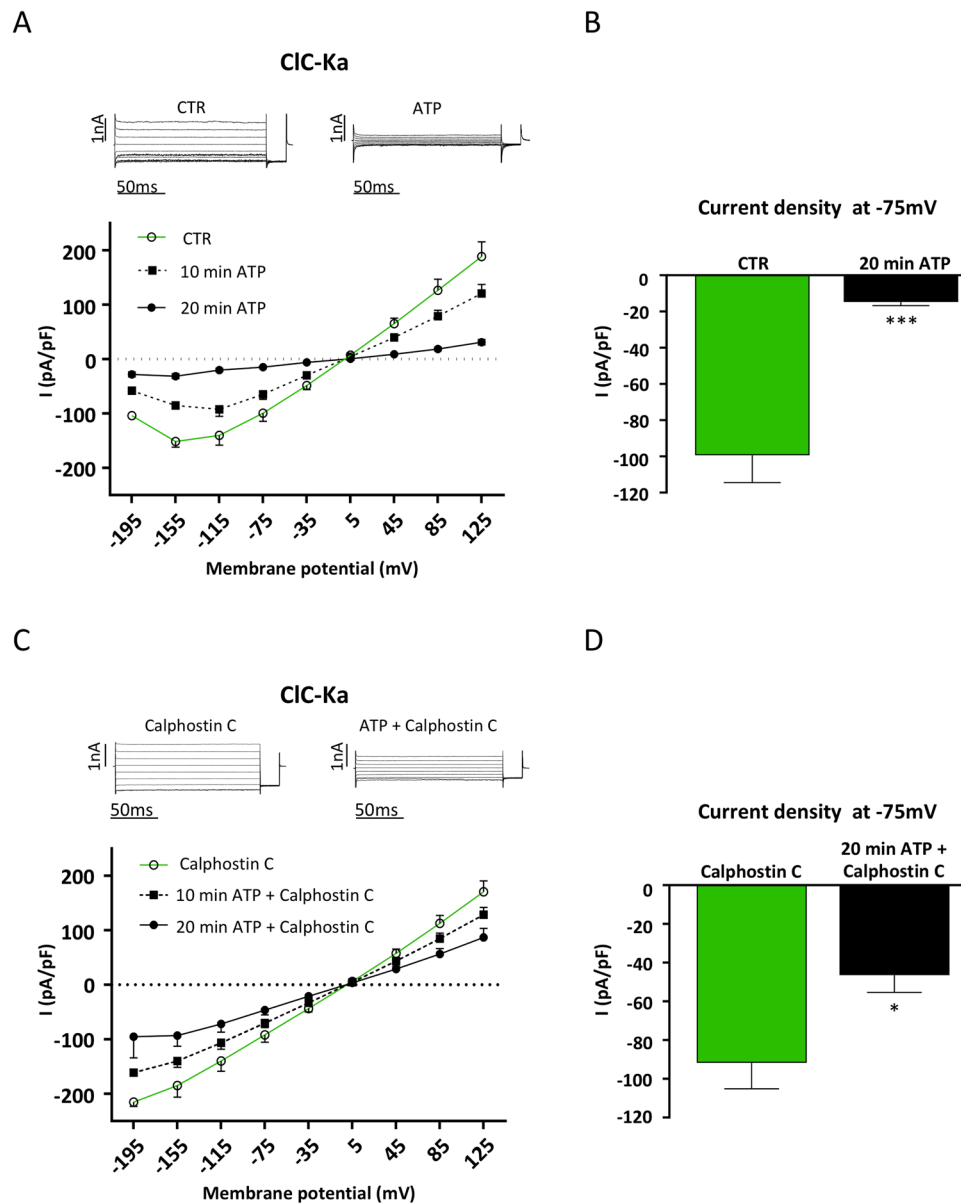 A
ClC-Ka
CTR
ATP
1nA
1nA
50ms
50ms
CTR
10 min ATP
20 min ATP
200
100
0
-100
-200
I (pA/pF)
-195 -155 -115 -75 -35 5 45 85 125
Membrane potential (mV)
B
Current density at -75mV
CTR 20 min ATP
0
-20
-40
-60
-80
-100
-120
I (pA/pF)
***
C
ClC-Ka
Calphostin C
ATP + Calphostin C
1nA
1nA
50ms
50ms
Calphostin C
10 min ATP + Calphostin C
20 min ATP + Calphostin C
200
100
0
-100
-200
I (pA/pF)
-195 -155 -115 -75 -35 5 45 85 125
Membrane potential (mV)
D
Current density at -75mV
Calphostin C
20 min ATP +
Calphostin C
0
-20
-40
-60
-80
-100
-120
I (pA/pF)
*